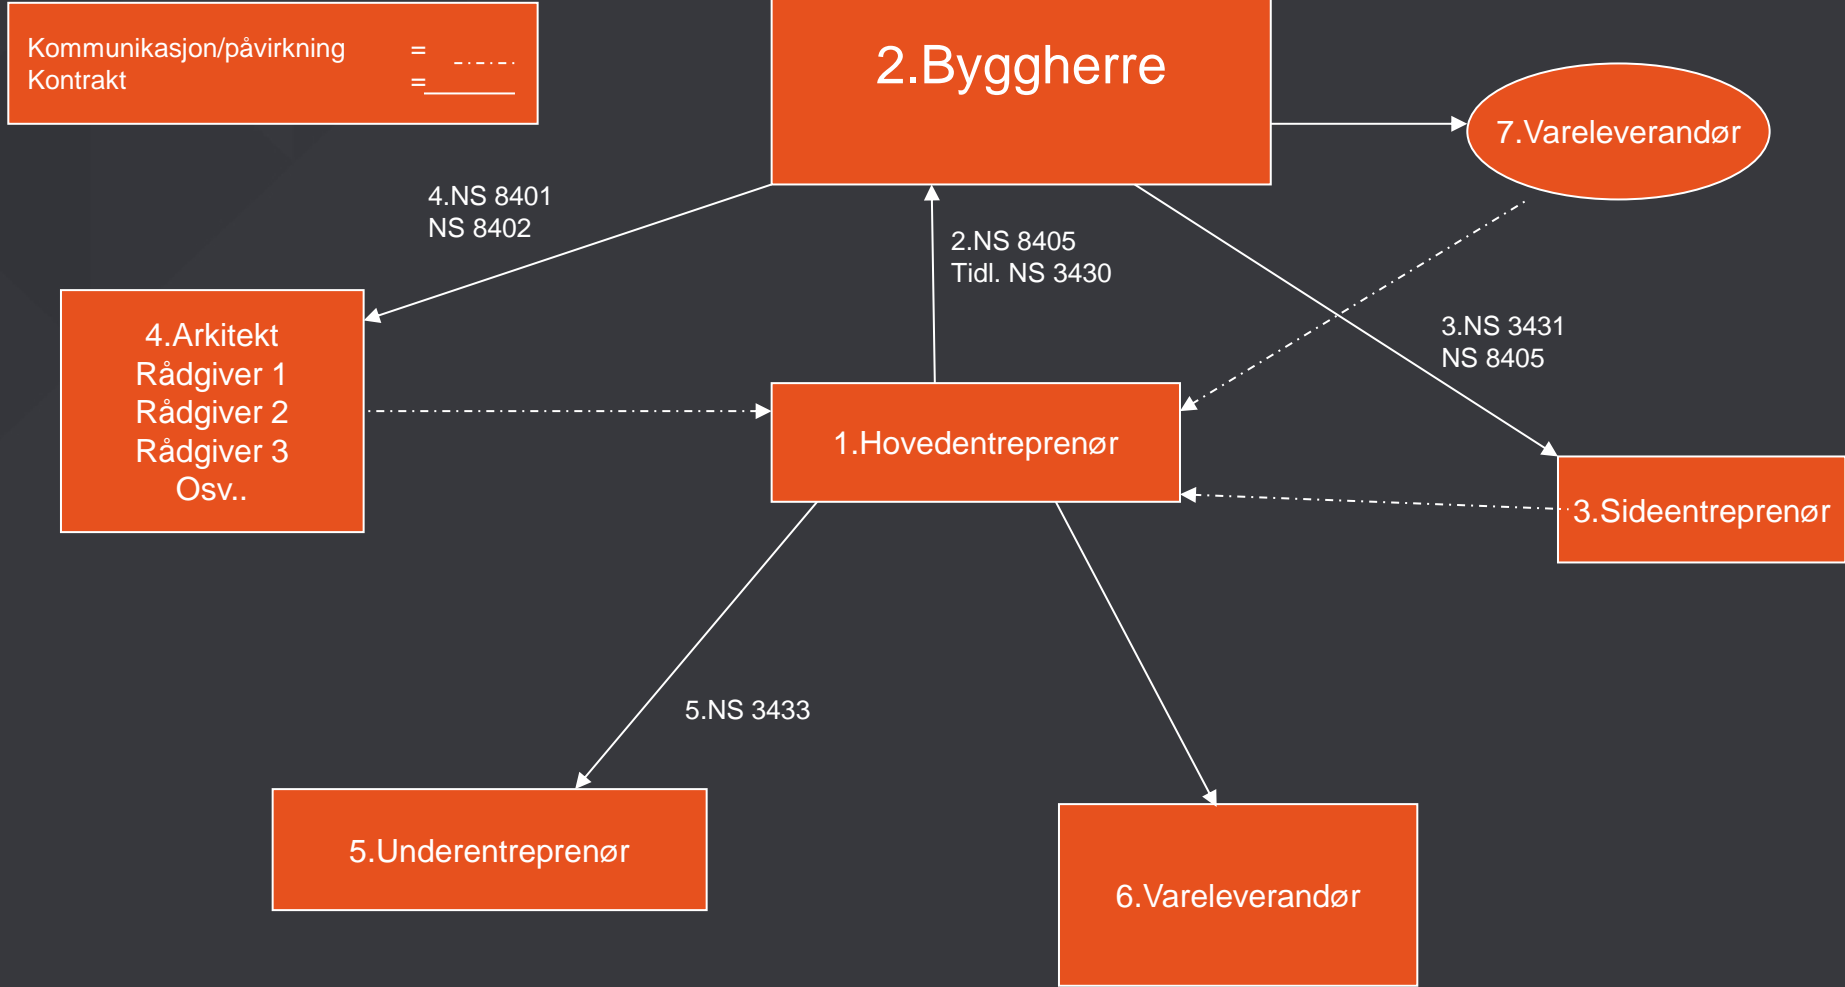 Kommunikasjon/påvirkning =
Kontrakt =
2.Byggherre
7.Vareleverandør
4.NS 8401
NS 8402
2.NS 8405
Tidl. NS 3430
3.NS 3431
NS 8405
4.Arkitekt
Rådgiver 1
Rådgiver 2
Rådgiver 3
Osv..
1.Hovedentreprenør
3.Sideentreprenør
5.NS 3433
5.Underentreprenør
6.Vareleverandør